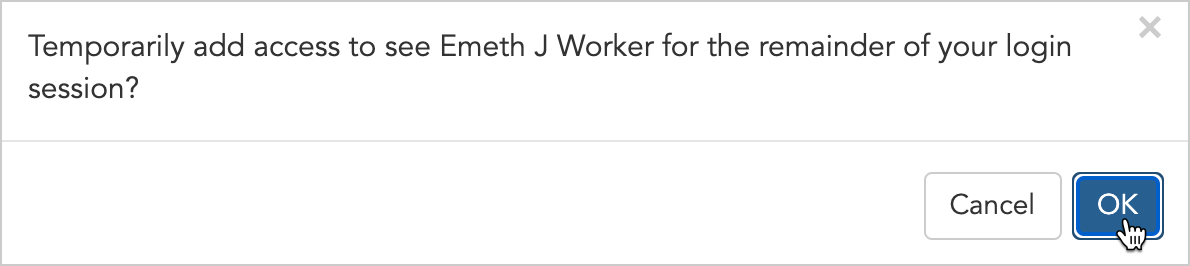 Temporarily add access to see Emeth J Worker for the remainder of your login
session?
Cancel
OK